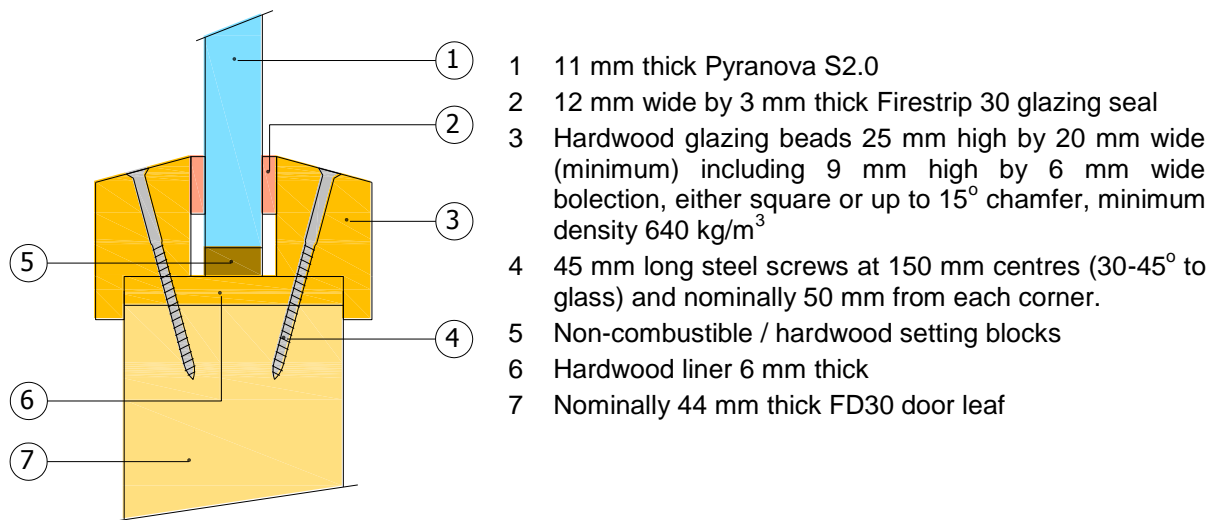 1
2
3
4
5
6
7
1 11 mm thick Pyranova S2.0
2 12 mm wide by 3 mm thick Firestrip 30 glazing seal
3 Hardwood glazing beads 25 mm high by 20 mm wide
(minimum) including 9 mm high by 6 mm wide
bolection, either square or up to 15° chamfer, minimum
density 640 kg/m³
4 45 mm long steel screws at 150 mm centres (30-45° to
glass) and nominally 50 mm from each corner.
5 Non-combustible / hardwood setting blocks
6 Hardwood liner 6 mm thick
7 Nominally 44 mm thick FD30 door leaf